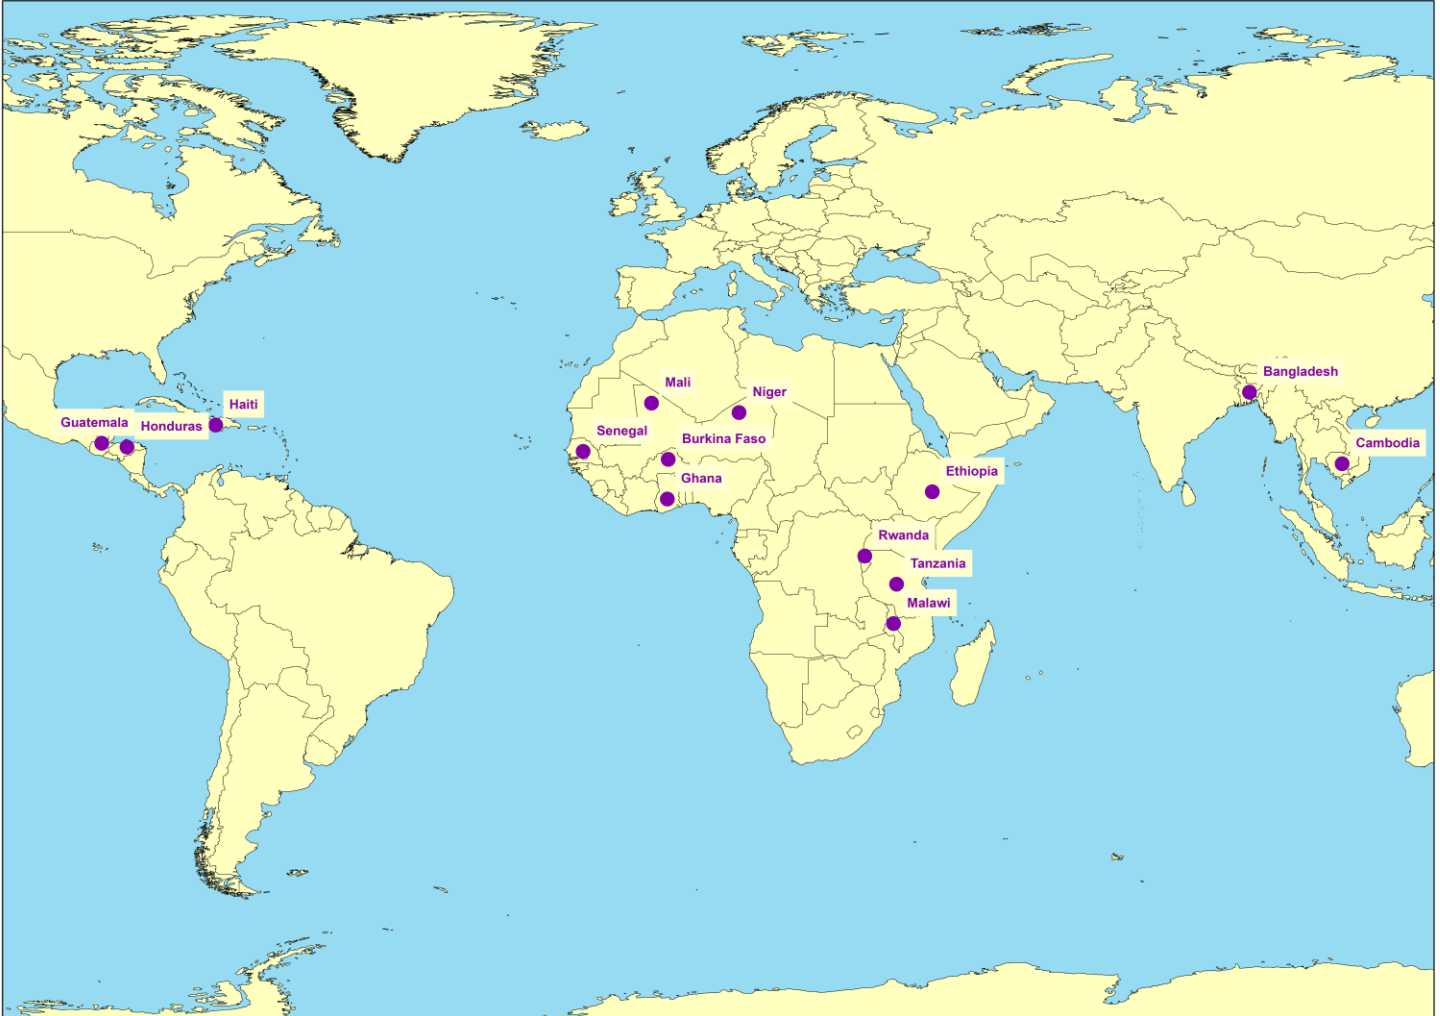 Bangladesh
Mali
Niger
Haiti
Guatemala
Honduras
Senegal
Burkina Faso
Cambodia
Ethiopia
Ghana
Rwanda
Tanzania
Malawi